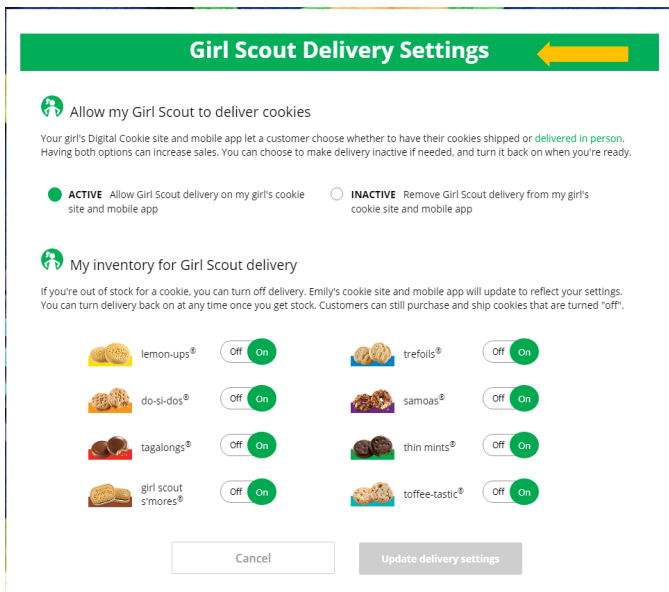 Girl Scout Delivery Settings
Allow my Girl Scout to deliver cookies
Your girl's Digital Cookie site and mobile app let a customer choose whether to have their cookies shipped or delivered in person.
Having both options can increase sales. You can choose to make delivery inactive if needed, and turn it back on when you're ready.
ACTIVE Allow Girl Scout delivery on my girl's cookie
site and mobile app
INACTIVE Remove Girl Scout delivery from my girl's
cookie site and mobile app
My inventory for Girl Scout delivery
If you're out of stock for a cookie, you can turn off delivery. Emily's cookie site and mobile app will update to reflect your settings.
You can turn delivery back on at any time once you get stock. Customers can still purchase and ship cookies that are turned "off".
lemon-ups® Off On
trefoils® Off On
do-si-dos® Off On
samoas® Off On
tagalongs® Off On
thin mints® Off On
girl scout
s'mores® Off On
toffee-tastic® Off On
Cancel
Update delivery settings